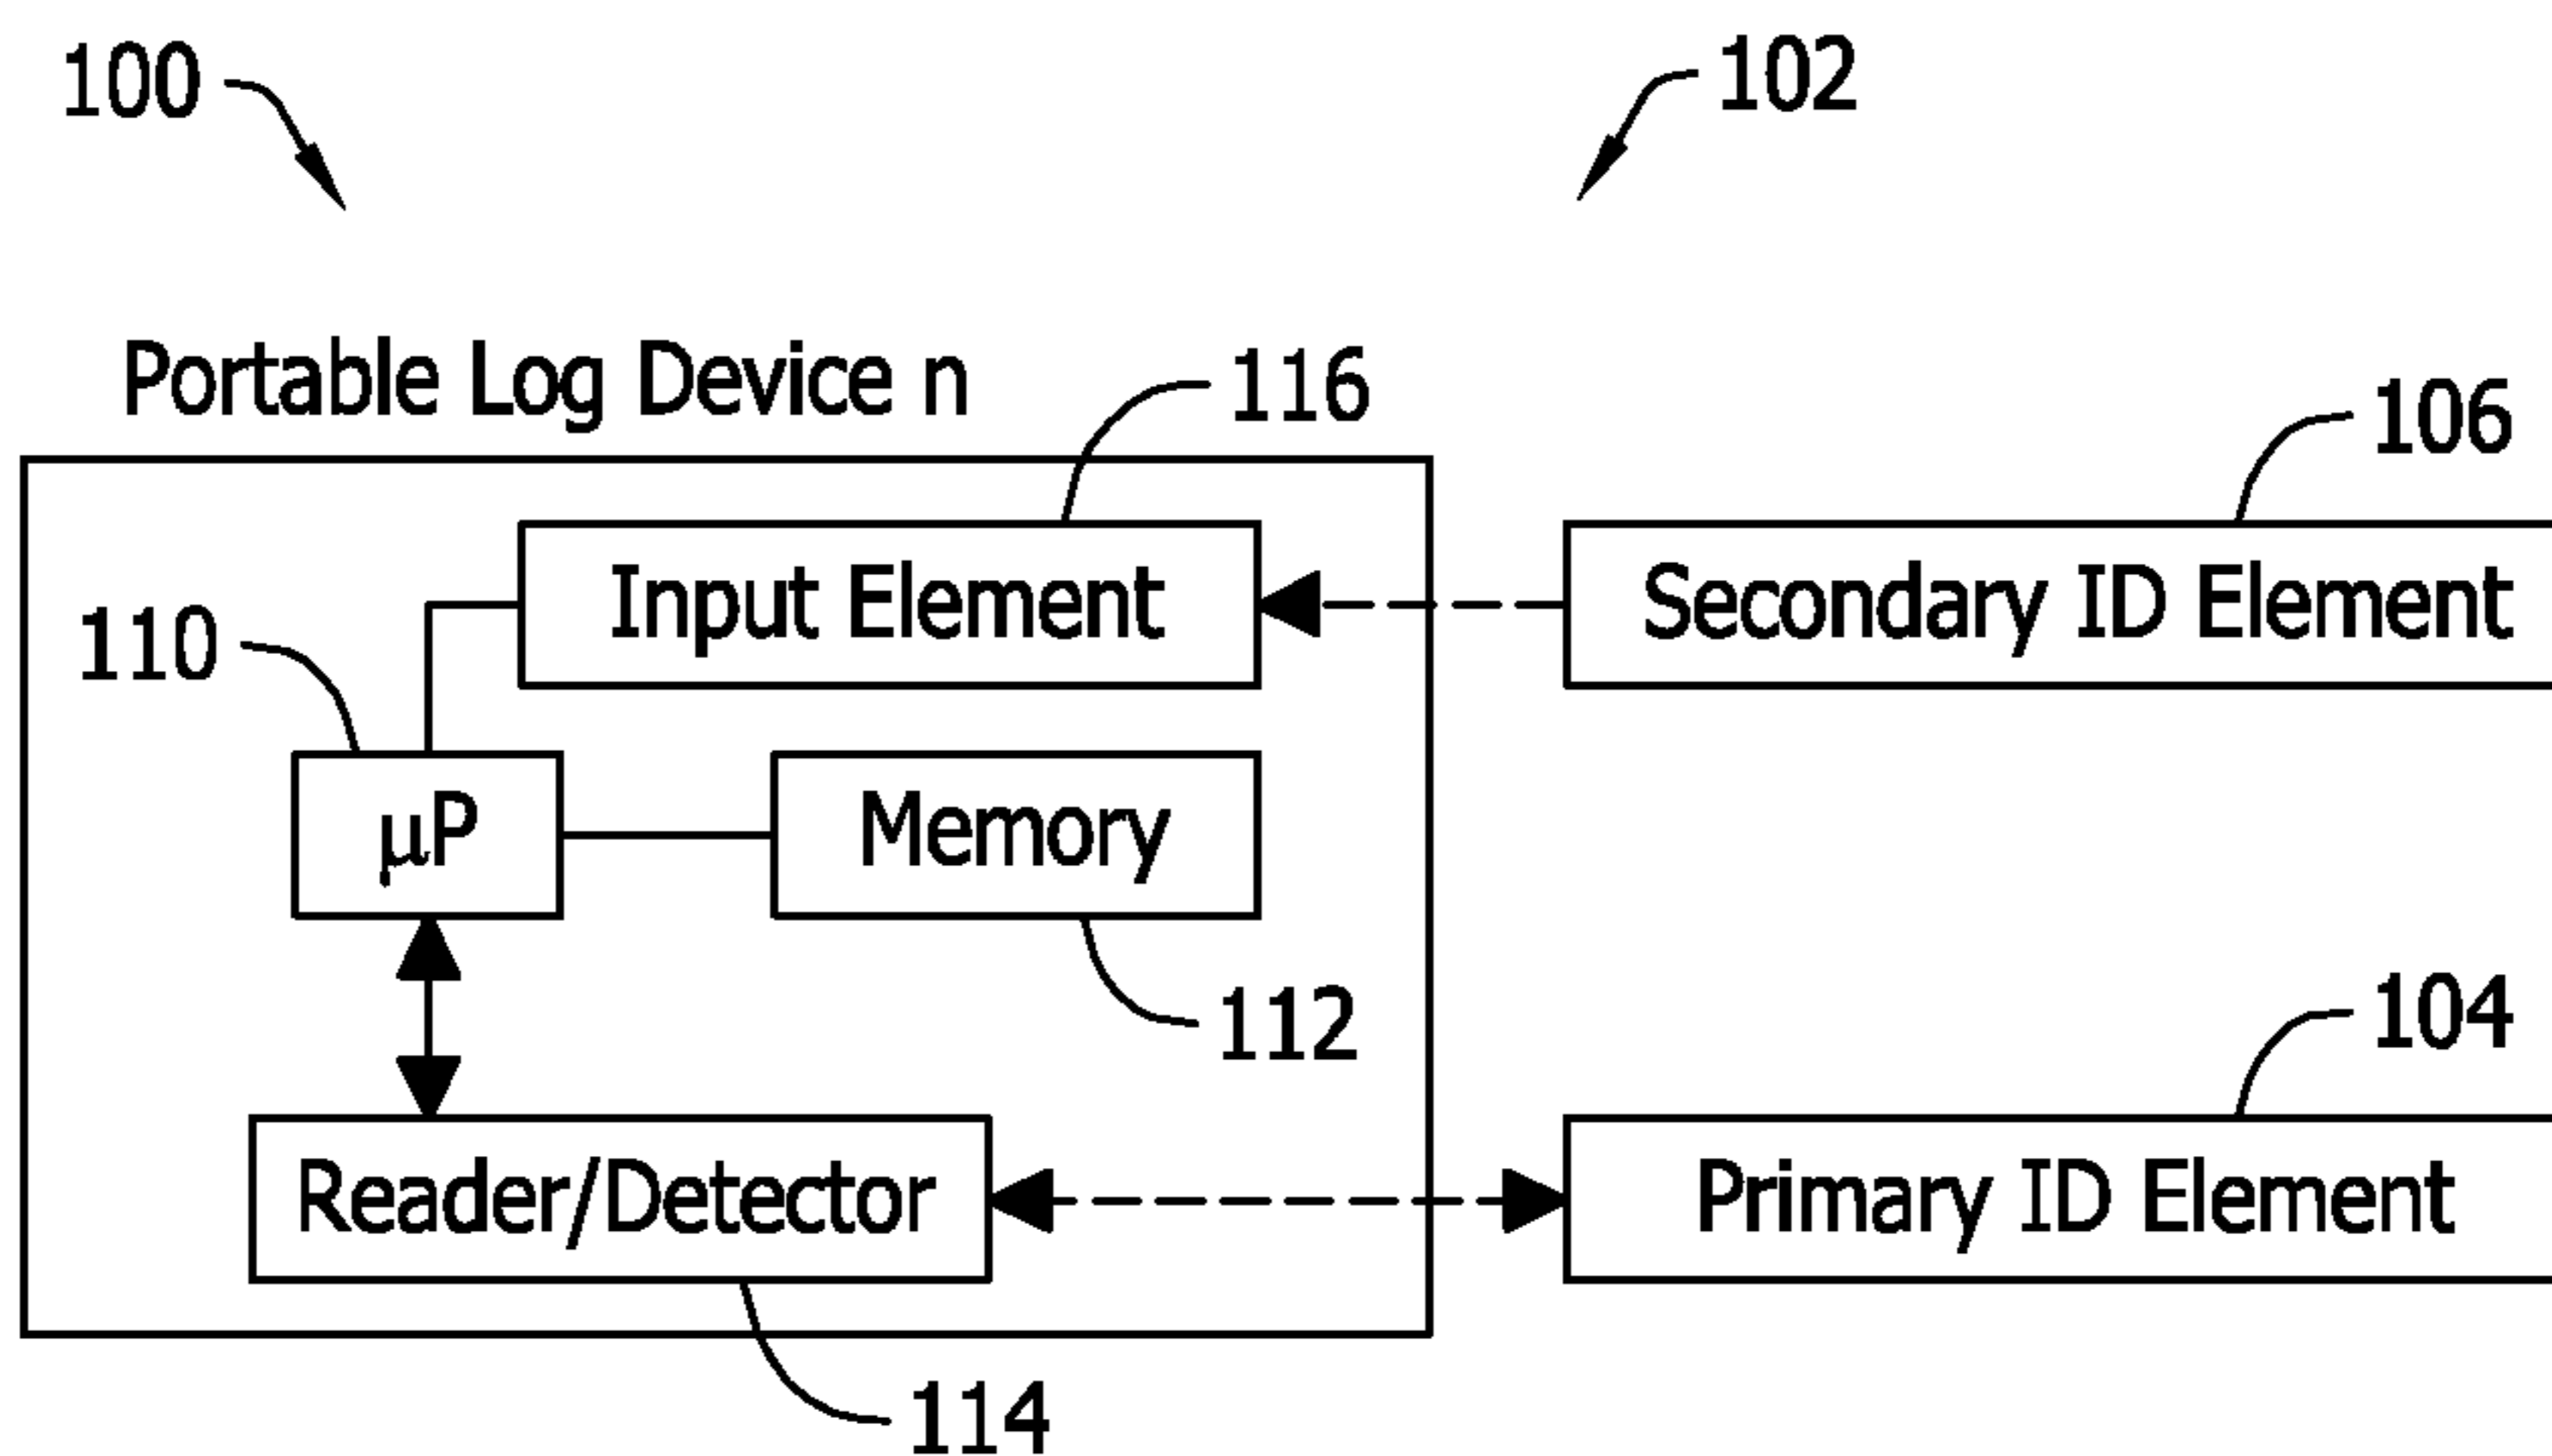 100
102
Portable Log Device n
116
106
Input Element
Secondary ID Element
110
µP
Memory
112
104
Reader/Detector
Primary ID Element
114